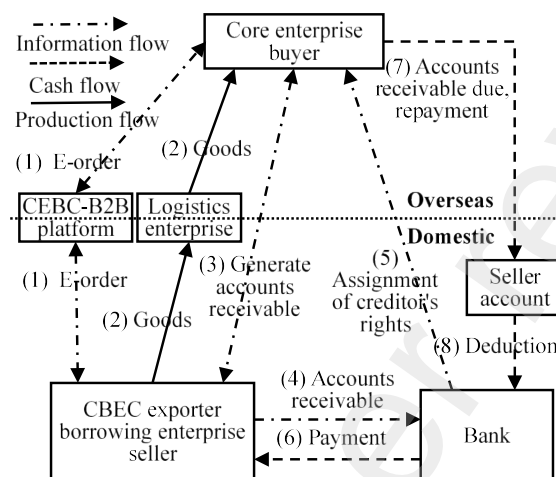 Information flow
Cash flow
Production flow
Core enterprise
buyer
(7) Accounts
receivable due,
repayment
(1) E-order
(2) Goods
CEBC-B2B
platform
Logistics
enterprise
Overseas
Domestic
(1) E-order
(3) Generate
accounts
receivable
(5)
Assignment
of creditor's
rights
Seller
account
(2) Goods
(8) Deduction
(4) Accounts
receivable
CBEC exporter
borrowing enterprise
seller
(6) Payment
Bank